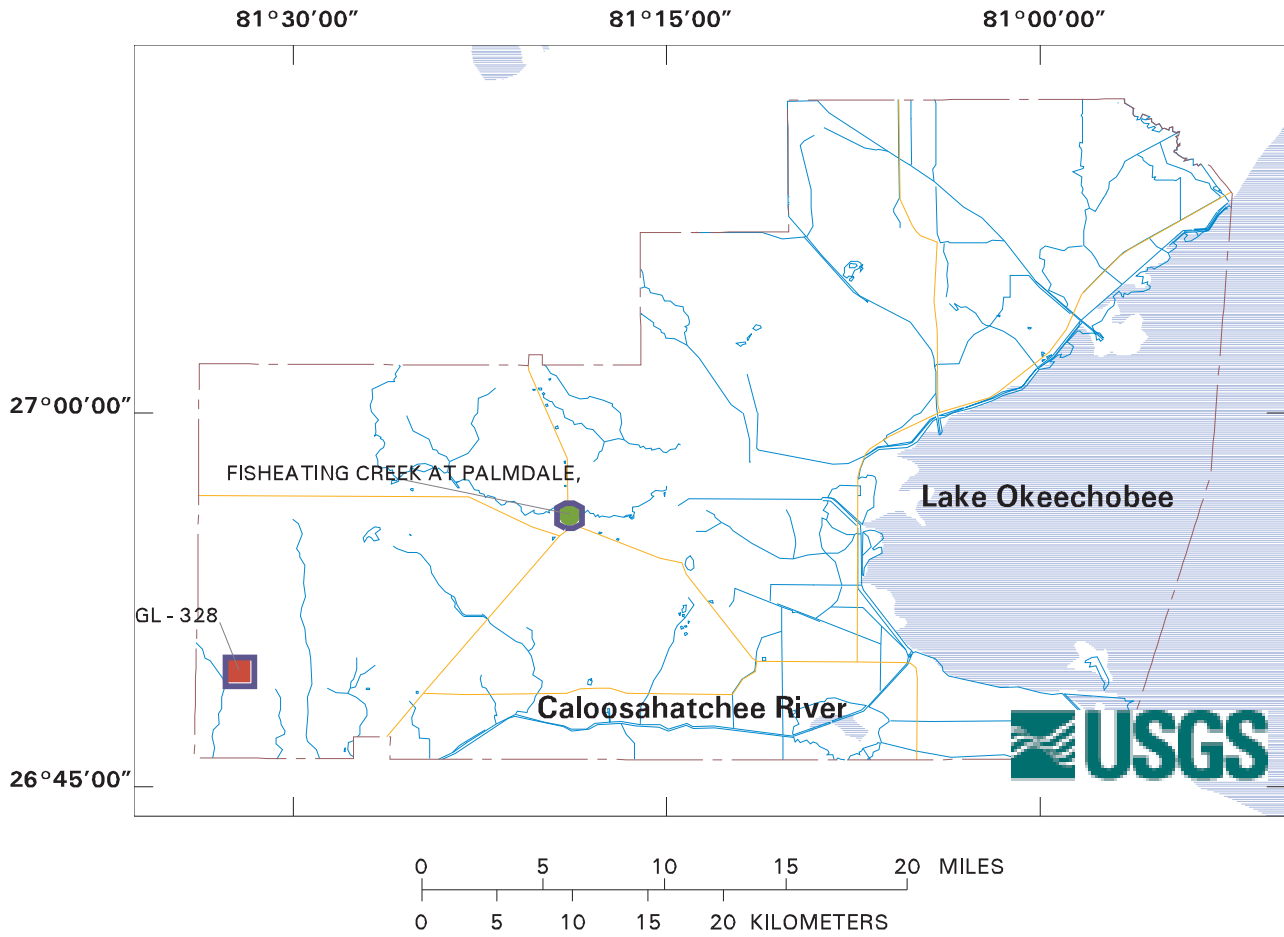 81°30'00” 81°15'00” 81°00'00”
27°00'00”
FISHEATING CREEK AT PALMDALE,
Lake Okeechobee
GL - 328
Caloosahatchee River
USGS
26°45'00”
0 5 10 15 20 MILES
0 5 10 15 20 KILOMETERS